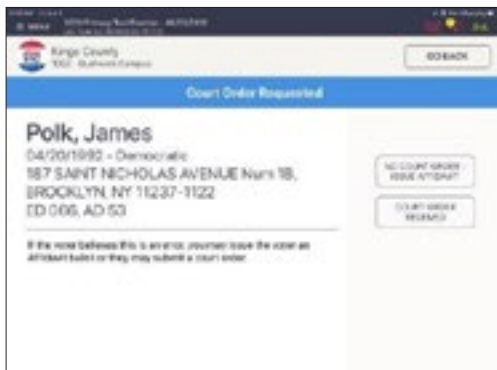 Kings County
GO BACK
Court Order Requested
Polk, James
04/20/1992 - Democratic
187 SAINT NICHOLAS AVENUE Num 1B,
BROOKLYN, NY 11237-1122
ED 006, AD 53
NO COURT ORDER
ISSUE AFFIDAVIT
COURT ORDER
RECEIVED
If the voter believes this is an error, you may issue the voter an
Affidavit ballot or they may submit a court order.